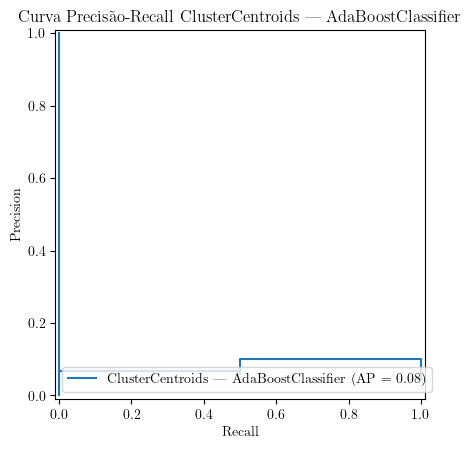 Curva Precisão-Recall ClusterCentroids — AdaBoostClassifier
1.0
0.8
0.6
0.4
0.2
0.0
Precision
ClusterCentroids — AdaBoostClassifier (AP = 0.08)
0.0 0.2 0.4 0.6 0.8 1.0
Recall